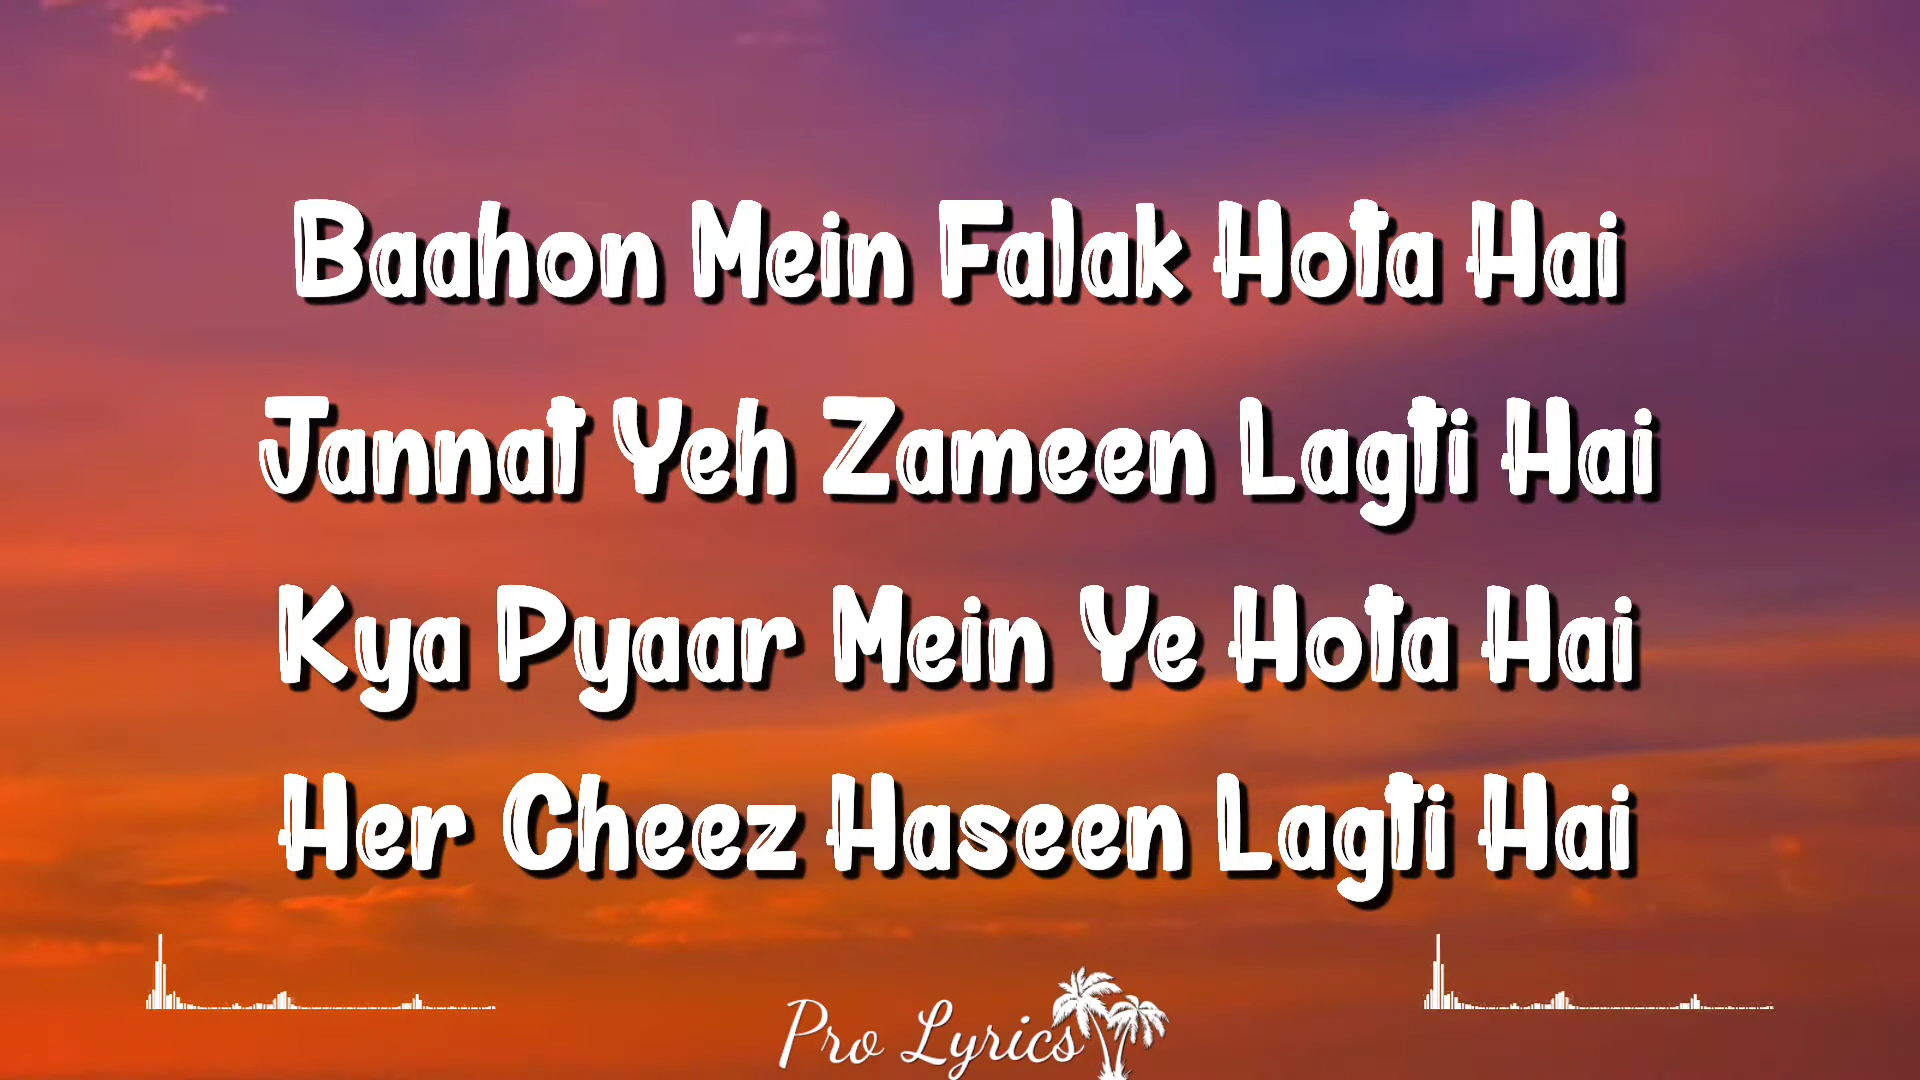 Baahon Mein Falak Hota Hai
Jannat Yeh Zameen Lagti Hai
Kya Pyaar Mein Ye Hota Hai
Her Cheez Haseen Lagti Hai
Pro Lyrics